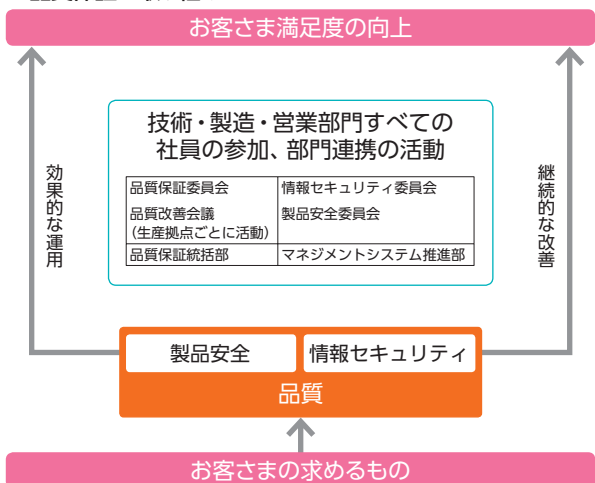 お客さま満足度の向上
技術・製造・営業部門すべての
社員の参加、部門連携の活動
効果的な運用
品質保証委員会
情報セキュリティ委員会
品質改善会議
製品安全委員会
(生産拠点ごとに活動)
品質保証統括部
マネジメントシステム推進部
継続的な改善
製品安全
情報セキュリティ
品質
お客さまの求めるもの